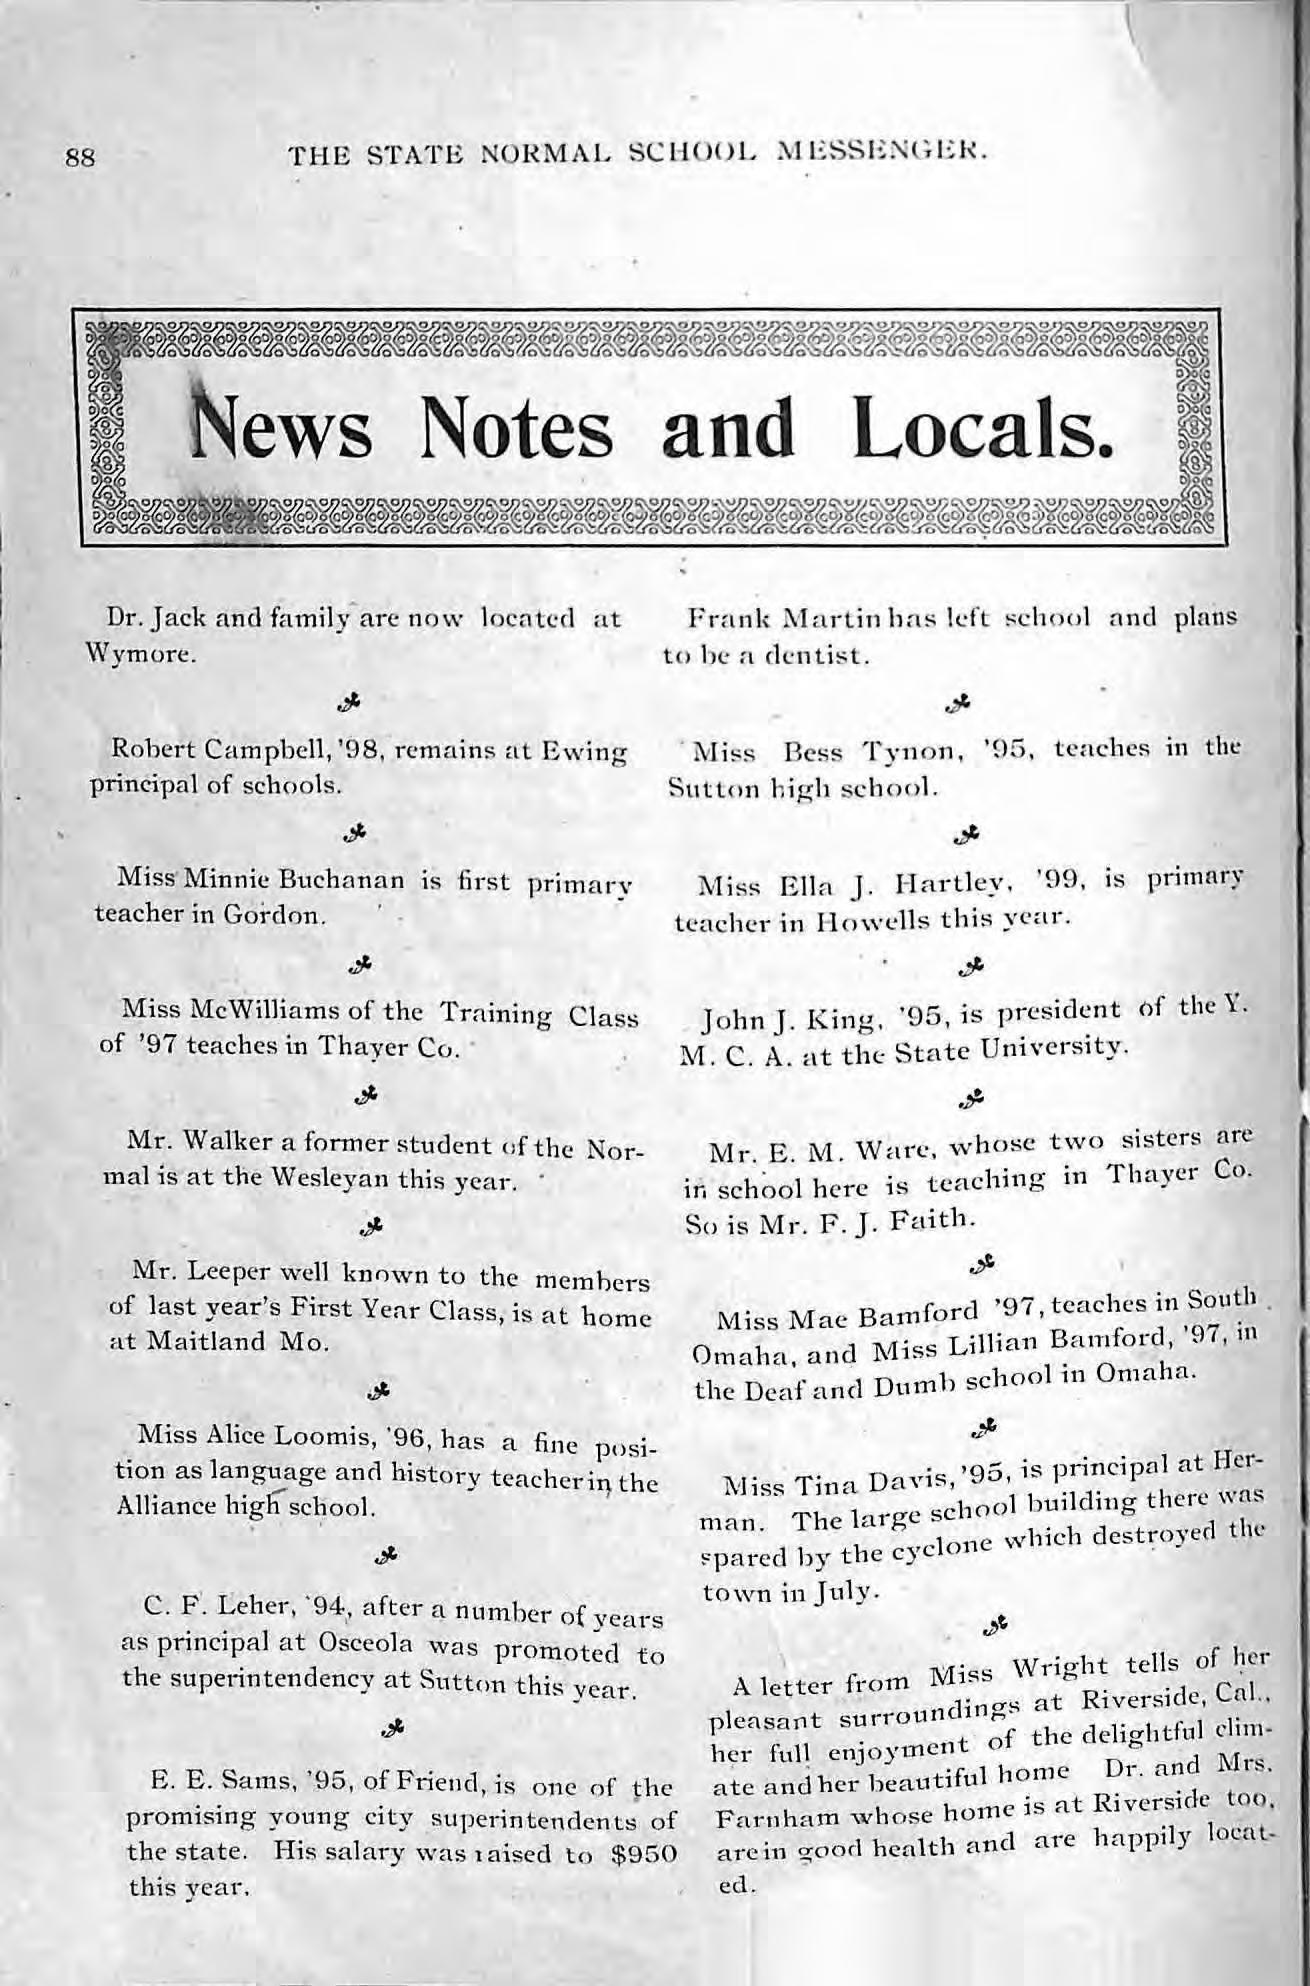 88
THE STATE NORMAL SCHOOL MESSENGER.
News Notes and Locals.
Dr. Jack and family are now located at
Wymore.
Robert Campbell, '98, remains at Ewing
principal of schools.
Miss Minnie Buchanan is first primary
teacher in Gordon.
Miss McWilliams of the Training Class
of '97 teaches in Thayer Co.
Mr. Walker a former student of the Nor-
mal is at the Wesleyan this year.
Mr. Leeper well known to the members
of last year's First Year Class, is at home
at Maitland Mo.
Miss Alice Loomis, '96, has a fine posi-
tion as language and history teacher in the
Alliance high school.
C. F. Leher, '94, after a number of years
as principal at Osceola was promoted to
the superintendency at Sutton this year.
E. E. Sams, '95, of Friend, is one of the
promising young city superintendents of
the state. His salary was raised to $950
this year.
Frank Martin has left school and plans
to be a dentist.
Miss Bess Tynon, '95, teaches in the
Sutton high school.
Miss Ella J. Hartley, '99, is primary
teacher in Howells this year.
John J. King, '95, is president of the Y.
M. C. A. at the State University.
Mr. E. M. Ware, whose two sisters are
in school here is teaching in Thayer Co.
So is Mr. F. J. Faith.
Miss Mae Bamford '97, teaches in South
Omaha, and Miss Lillian Bamford, '97, in
the Deaf and Dumb school in Omaha.
Miss Tina Davis, '95, is principal at Her-
man. The large school building there was
spared by the cyclone which destroyed the
town in July.
A letter from Miss Wright tells of her
pleasant surroundings at Riverside, Cal.,
her full enjoyment of the delightful clim-
ate and her beautiful home Dr. and Mrs.
Farnham whose home is at Riverside too,
are in good health and are happily locat-
ed.